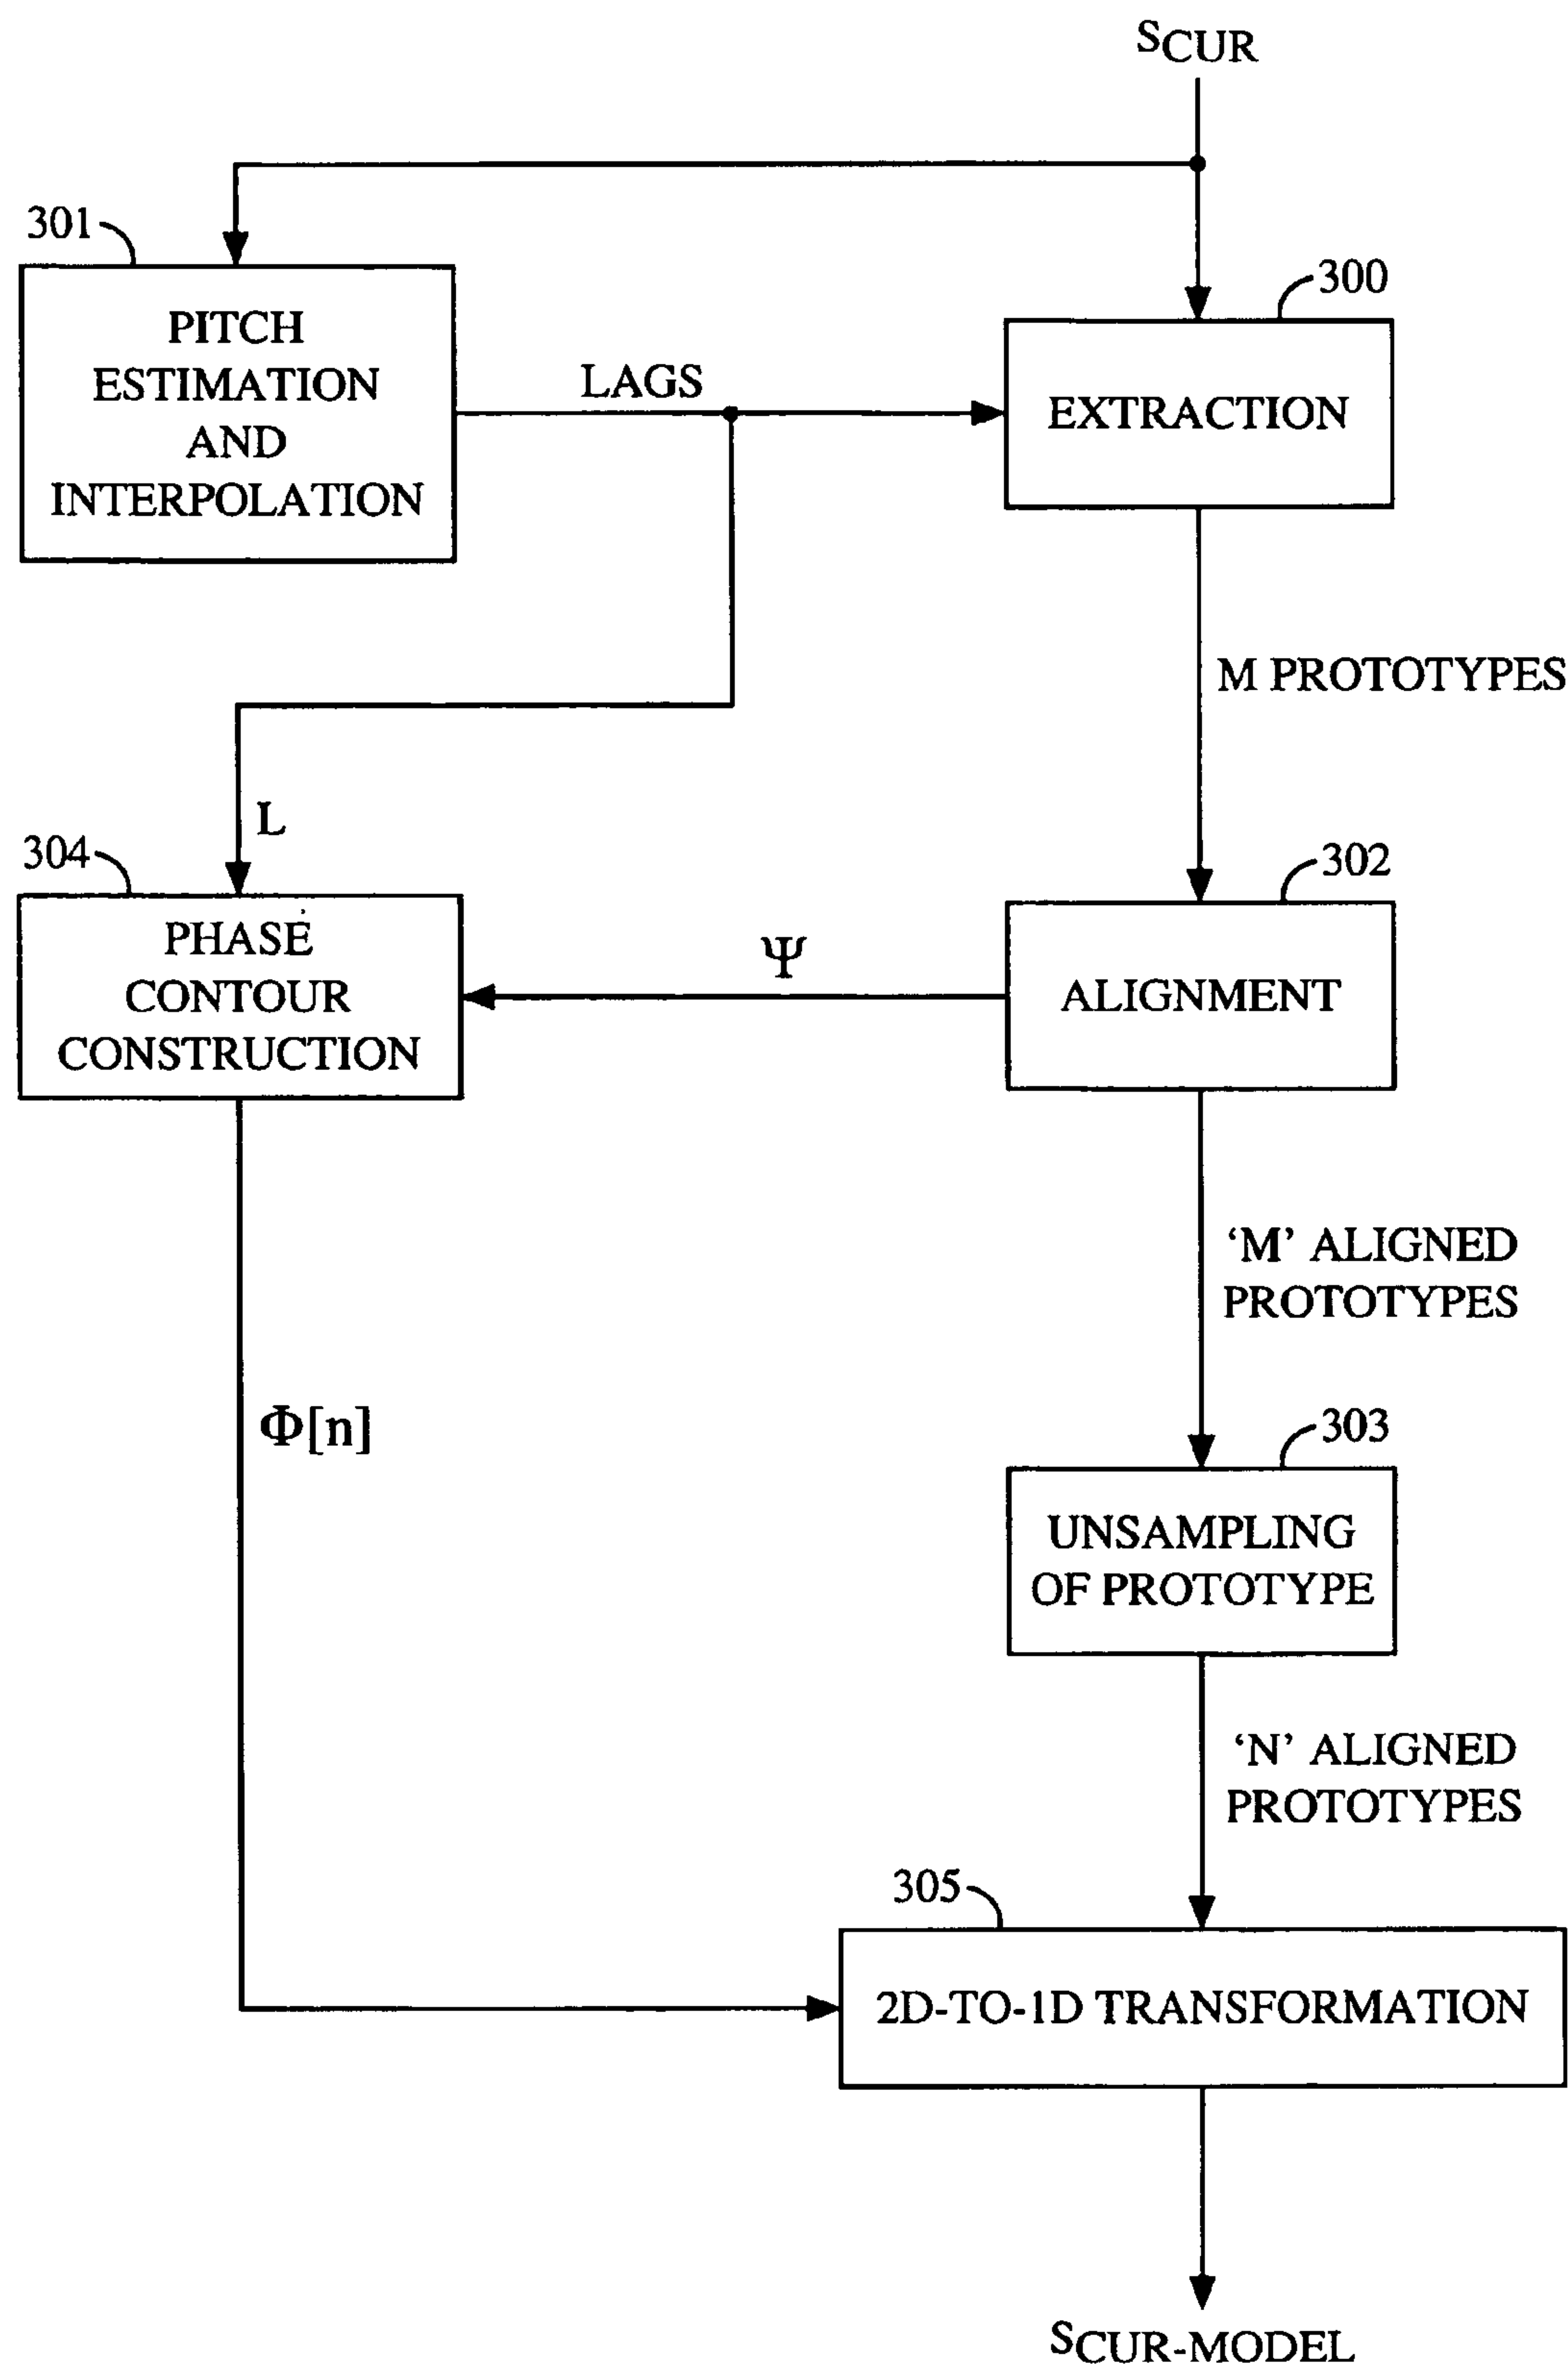 SCUR
301
300
PITCH
ESTIMATION
AND
INTERPOLATION
LAGS
EXTRACTION
M PROTOTYPES
L
304
302
PHASE
CONTOUR
CONSTRUCTION
Ψ
ALIGNMENT
‘M’ ALIGNED
PROTOTYPES
Φ[n]
303
UNSAMPLING
OF PROTOTYPE
‘N’ ALIGNED
PROTOTYPES
305
2D-TO-1D TRANSFORMATION
SCUR-MODEL